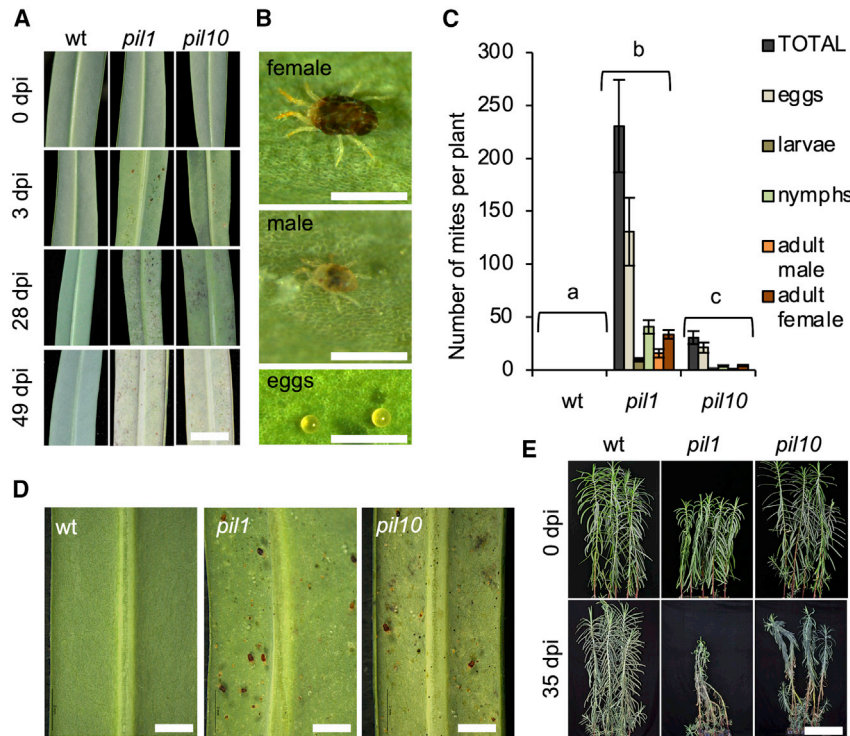 A
wt pil1 pil10
0 dpi
3 dpi
28 dpi
49 dpi
B
female
male
eggs
C
Number of mites per plant
300
250
200
150
100
50
0
a
b
c
wt pil1 pil10
TOTAL
eggs
larvae
nymphs
adult
male
adult
female
D
wt pil1 pil10
E
wt pil1 pil10
0 dpi
35 dpi